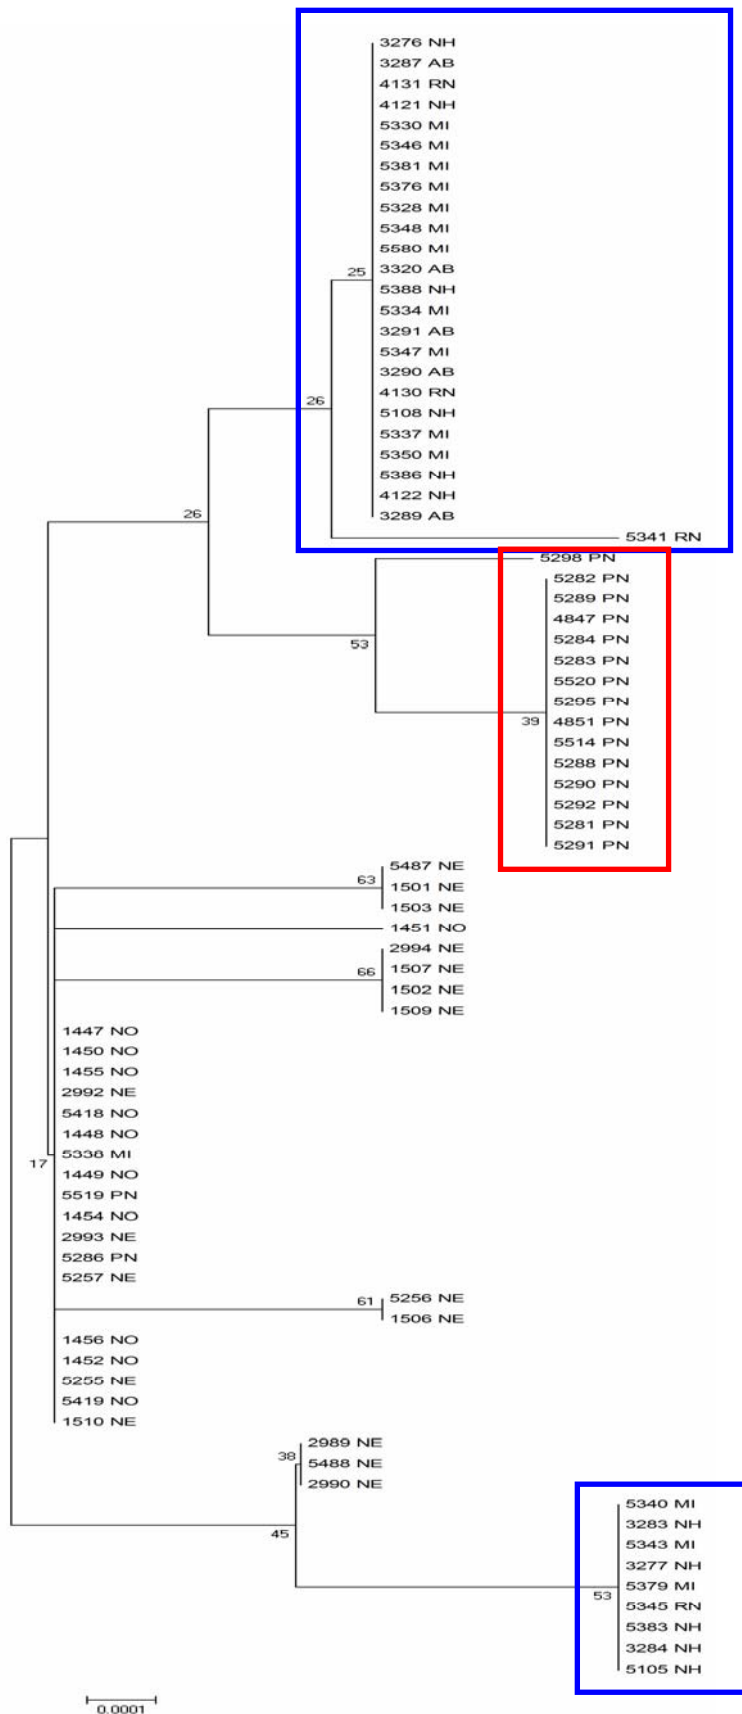 3276 NH
3287 AB
4131 RN
4121 NH
5330 MI
5346 MI
5381 MI
5376 MI
5328 MI
5348 MI
5580 MI
3320 AB
25
5388 NH
5334 MI
3291 AB
5347 MI
3290 AB
4130 RN
26
5108 NH
5337 MI
5350 MI
5386 NH
4122 NH
26
3289 AB
5341 RN
5298 PN
5282 PN
5289 PN
4847 PN
5284 PN
53
5283 PN
5520 PN
5295 PN
39
4851 PN
5514 PN
5288 PN
5290 PN
5292 PN
5281 PN
5291 PN
5487 NE
63
1501 NE
1503 NE
1451 NO
2994 NE
66
1507 NE
1502 NE
1509 NE
1447 NO
1450 NO
1455 NO
2992 NE
5418 NO
1448 NO
5338 MI
17
1449 NO
5519 PN
1454 NO
2993 NE
5286 PN
5257 NE
61
5256 NE
1506 NE
1456 NO
1452 NO
5255 NE
5419 NO
1510 NE
2989 NE
38
5488 NE
2990 NE
5340 MI
3283 NH
45
5343 MI
3277 NH
5379 MI
53
5345 RN
5383 NH
3284 NH
5105 NH
0.0001